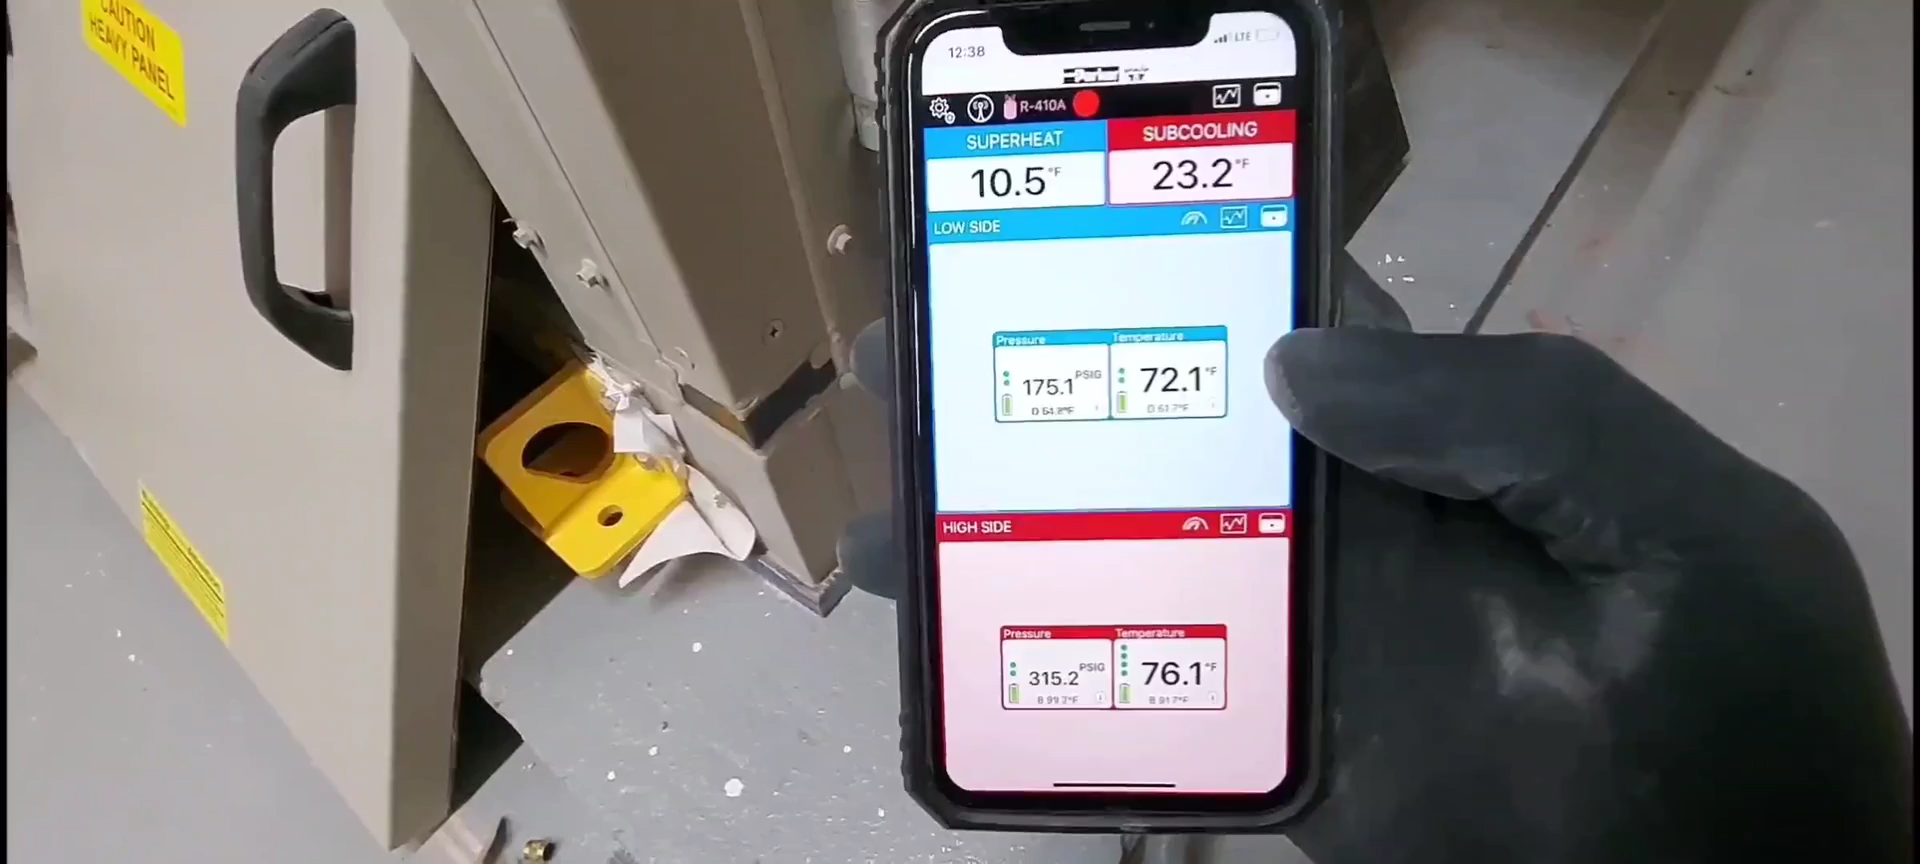 CAUTION
HEAVY PANEL
12:38
LTE
Parker
R-410A
SUPERHEAT
SUBCOOLING
10.5°F
23.2°F
LOW SIDE
Pressure
Temperature
175.1 PSIG
72.1°F
HIGH SIDE
Pressure
Temperature
315.2 PSIG
76.1°F